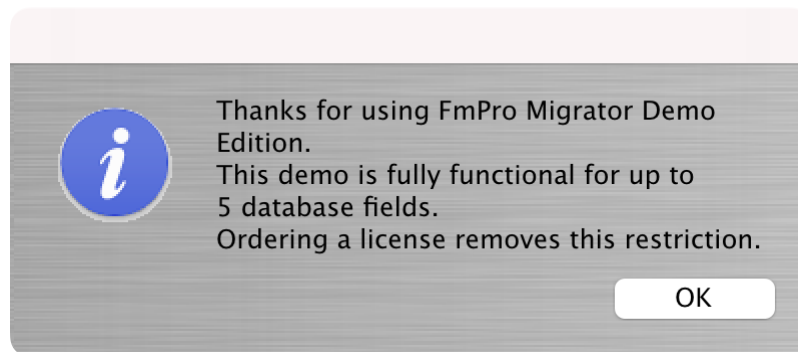 Thanks for using FmPro Migrator Demo
Edition.
This demo is fully functional for up to
5 database fields.
Ordering a license removes this restriction.
OK